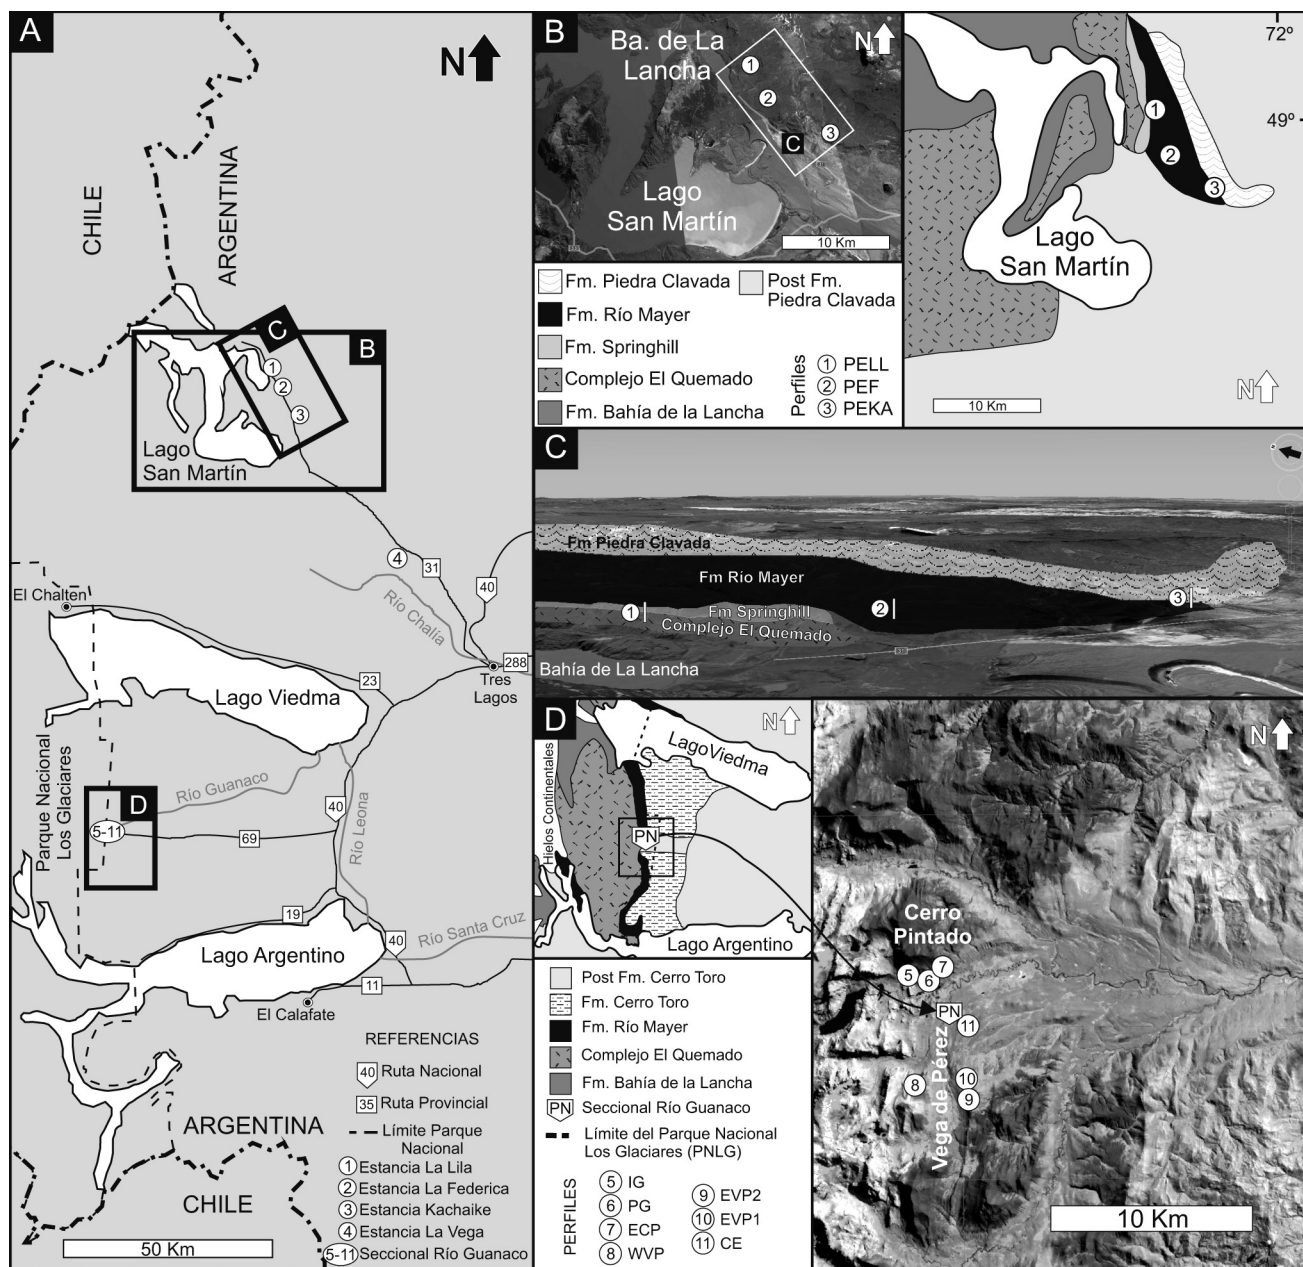 A
N
CHILE
ARGENTINA
C
B
1
2
3
Lago
San Martín
4
31
40
Río Chalía
El Chalten
288
Tres
Lagos
23
Lago Viedma
Parque Nacional
Los Glaciares
Río Guanaco
D
5-11
69
40
Río Leona
19
Río Santa Cruz
Lago Argentino
40
11
El Calafate
REFERENCIAS
40 Ruta Nacional
35 Ruta Provincial
Límite Parque
Nacional
ARGENTINA
CHILE
1 Estancia La Lila
2 Estancia La Federica
3 Estancia Kachaike
4 Estancia La Vega
5-11 Seccional Río Guanaco
50 Km
B
Ba. de La
Lancha
N
1
2
3
C
Lago
San Martín
10 Km
Fm. Piedra Clavada
Post Fm.
Piedra Clavada
Fm. Río Mayer
Fm. Springhill
Complejo El Quemado
Fm. Bahía de la Lancha
Perfiles
1 PELL
2 PEF
3 PEKA
72º
49º
1
2
3
Lago
San Martín
N
10 Km
C
Fm Piedra Clavada
Fm Río Mayer
1
Fm Springhill
2
3
Complejo El Quemado
Bahía de La Lancha
D
N
Hielos Continentales
LagoViedma
PN
Lago Argentino
Post Fm. Cerro Toro
Fm. Cerro Toro
Fm. Río Mayer
Complejo El Quemado
Fm. Bahía de la Lancha
PN Seccional Río Guanaco
Límite del Parque Nacional
Los Glaciares (PNLG)
PERFILES
5 IG
6 PG
7 ECP
8 WVP
9 EVP2
10 EVP1
11 CE
N
Cerro
Pintado
5
6
7
PN
11
8
10
9
Vega de Pérez
10 Km